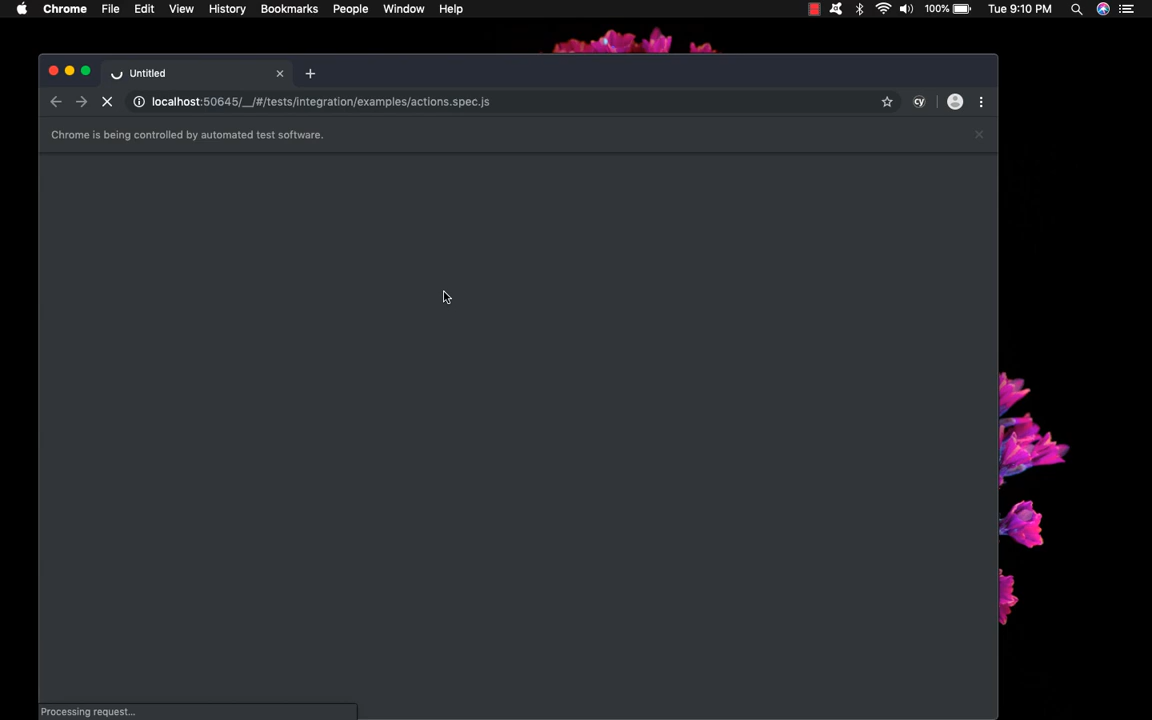 Chrome File Edit View History Bookmarks People Window Help 100% Tue 9:10 PM
Untitled
localhost:50645/__/#/tests/integration/examples/actions.spec.js cy
Chrome is being controlled by automated test software.
Processing request...